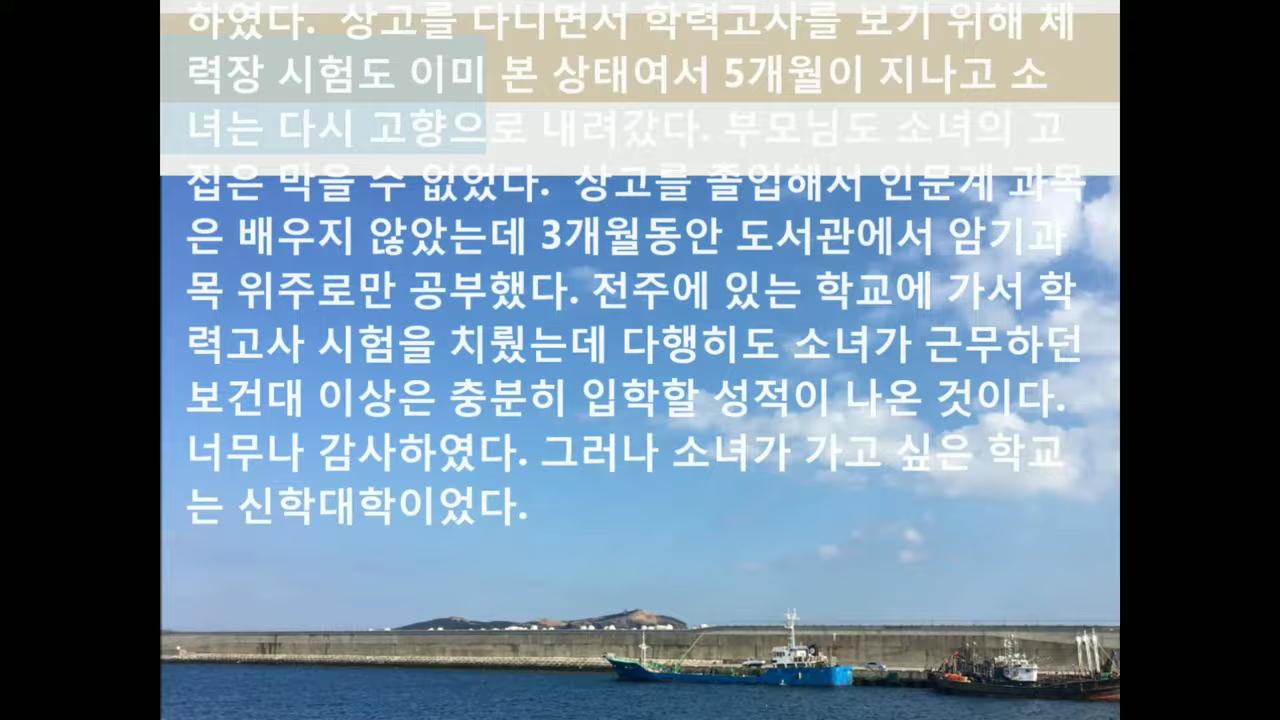 하였다. 상고를 다니면서 학력고사를 보기 위해 체
력장 시험도 이미 본 상태여서 5개월이 지나고 소
녀는 다시 고향으로 내려갔다. 부모님도 소녀의 고
집은 막을 수 없었다. 상고를 졸업해서 인문계 과목
은 배우지 않았는데 3개월동안 도서관에서 암기과
목 위주로만 공부했다. 전주에 있는 학교에 가서 학
력고사 시험을 치뤘는데 다행히도 소녀가 근무하던
보건대 이상은 충분히 입학할 성적이 나온 것이다.
너무나 감사하였다. 그러나 소녀가 가고 싶은 학교
는 신학대학이었다.